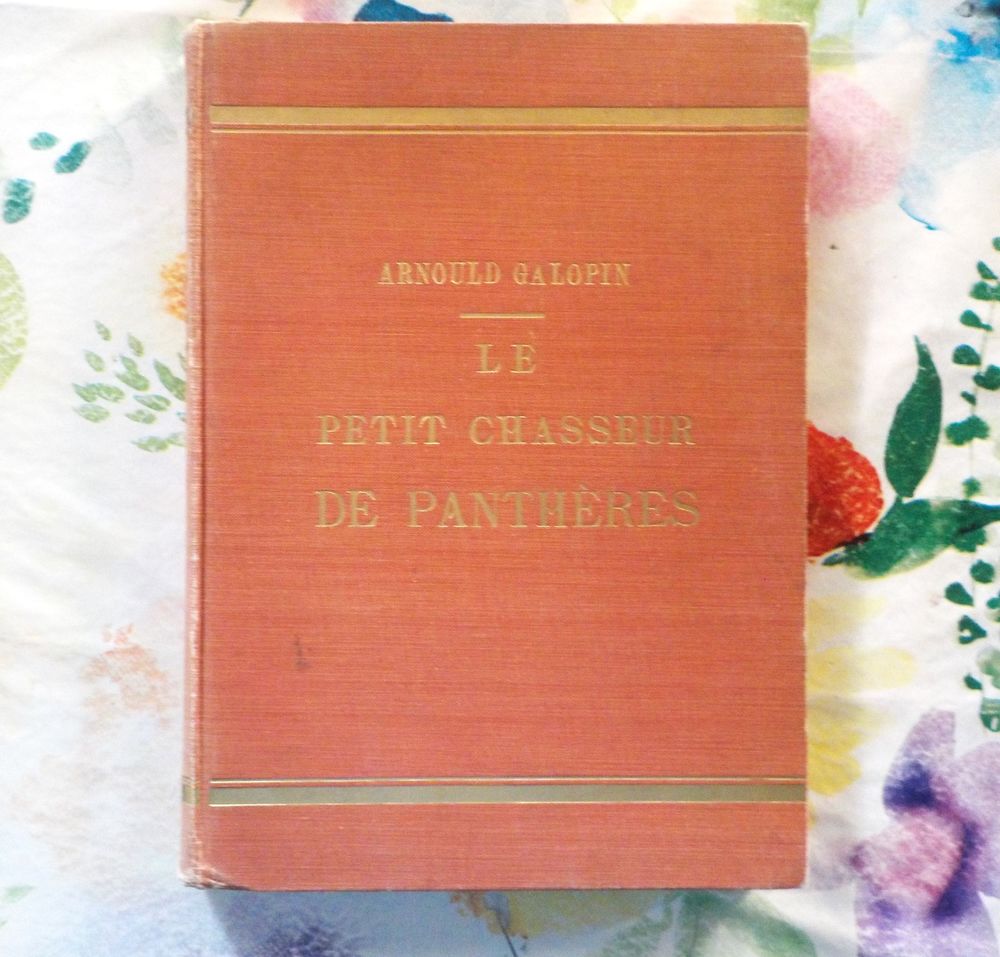 ARNOULD GALOPIN
LE
PETIT CHASSEUR
DE PANTHÈRES